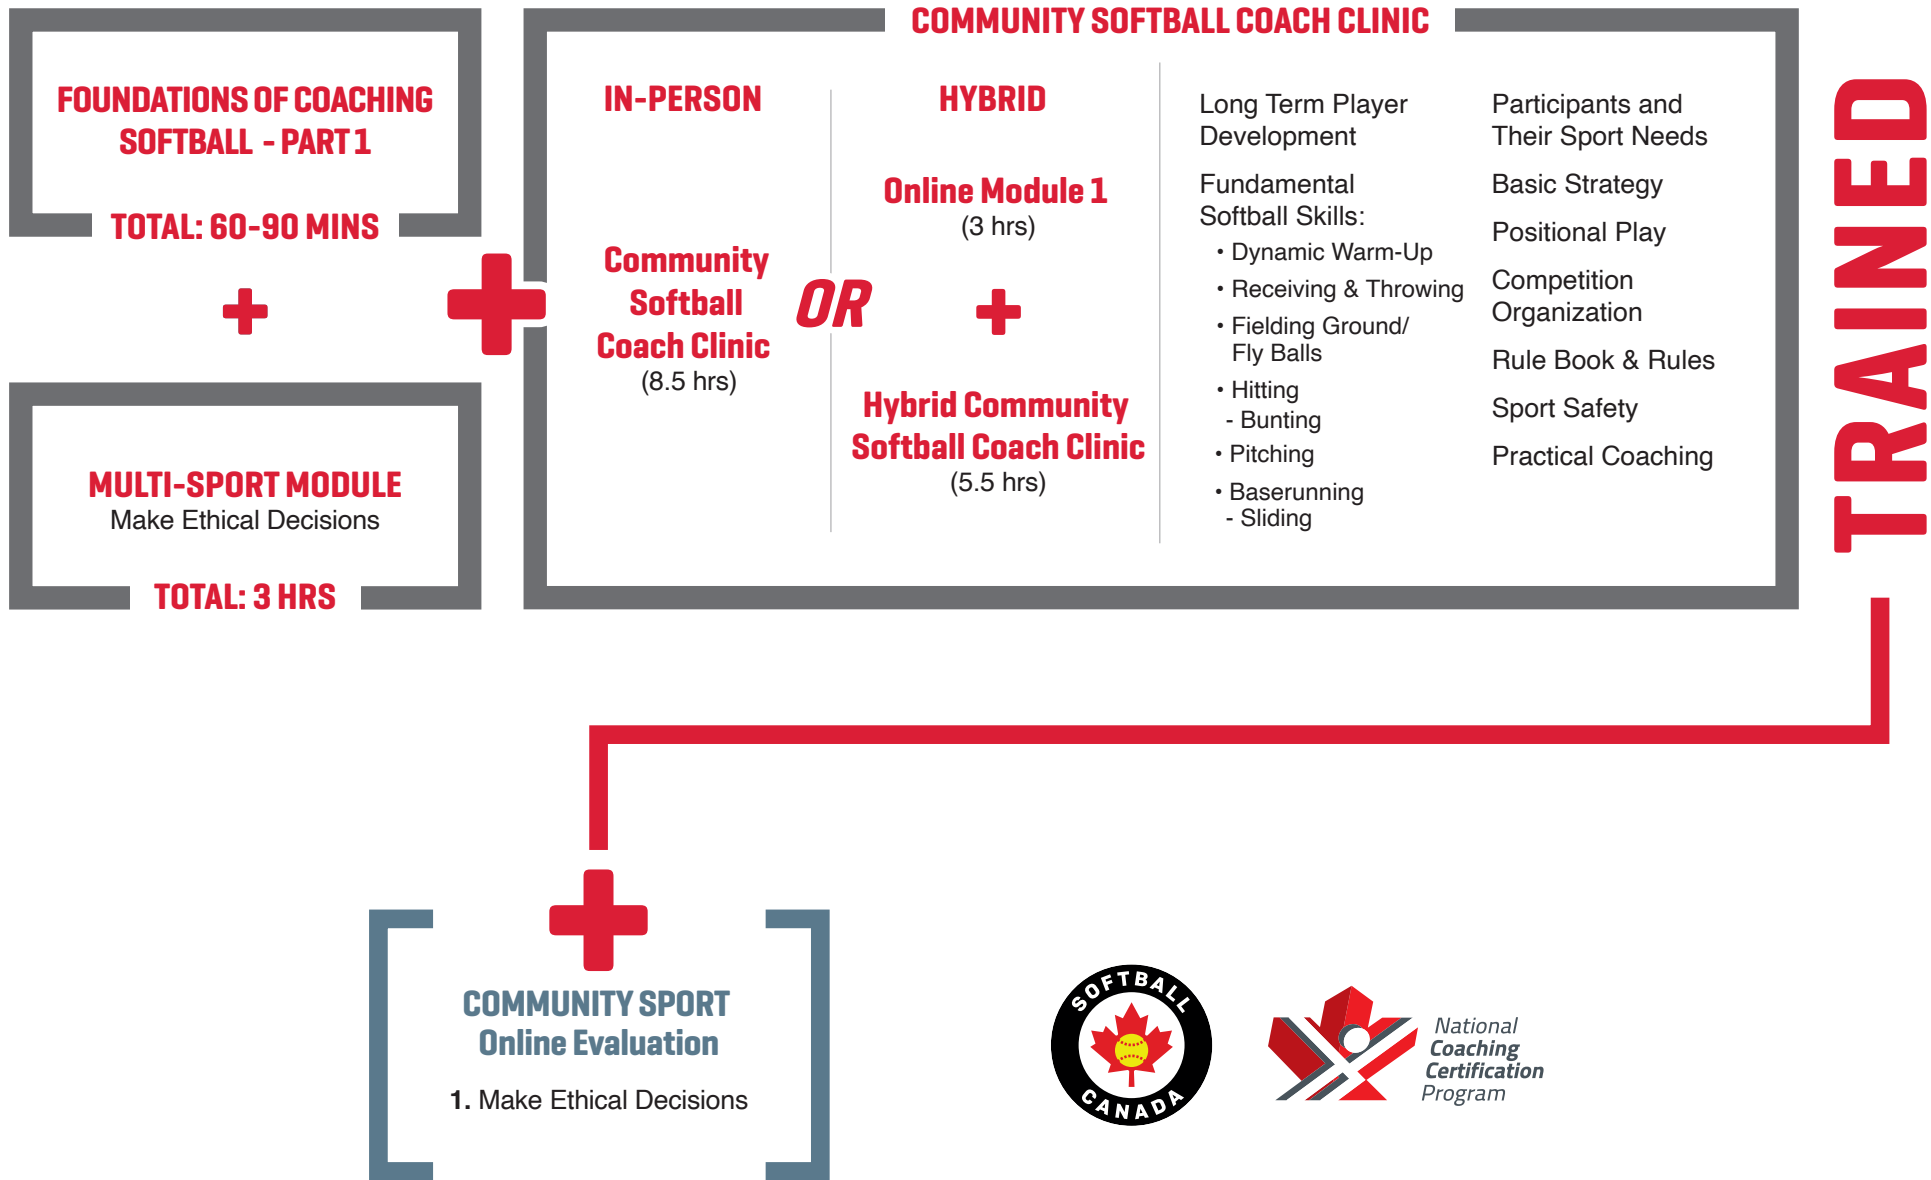 FOUNDATIONS OF COACHING
SOFTBALL - PART 1
TOTAL: 60-90 MINS
MULTI-SPORT MODULE
Make Ethical Decisions
TOTAL: 3 HRS
COMMUNITY SOFTBALL COACH CLINIC
IN-PERSON
Community
Softball
Coach Clinic
(8.5 hrs)
OR
HYBRID
Online Module 1
(3 hrs)
Hybrid Community
Softball Coach Clinic
(5.5 hrs)
Long Term Player
Development
Fundamental
Softball Skills:
• Dynamic Warm-Up
• Receiving & Throwing
• Fielding Ground/
Fly Balls
• Hitting
- Bunting
• Pitching
• Baserunning
- Sliding
Participants and
Their Sport Needs
Basic Strategy
Positional Play
Competition
Organization
Rule Book & Rules
Sport Safety
Practical Coaching
TRAINED
COMMUNITY SPORT
Online Evaluation
1. Make Ethical Decisions
SOFTBALL
CANADA
National
Coaching
Certification
Program